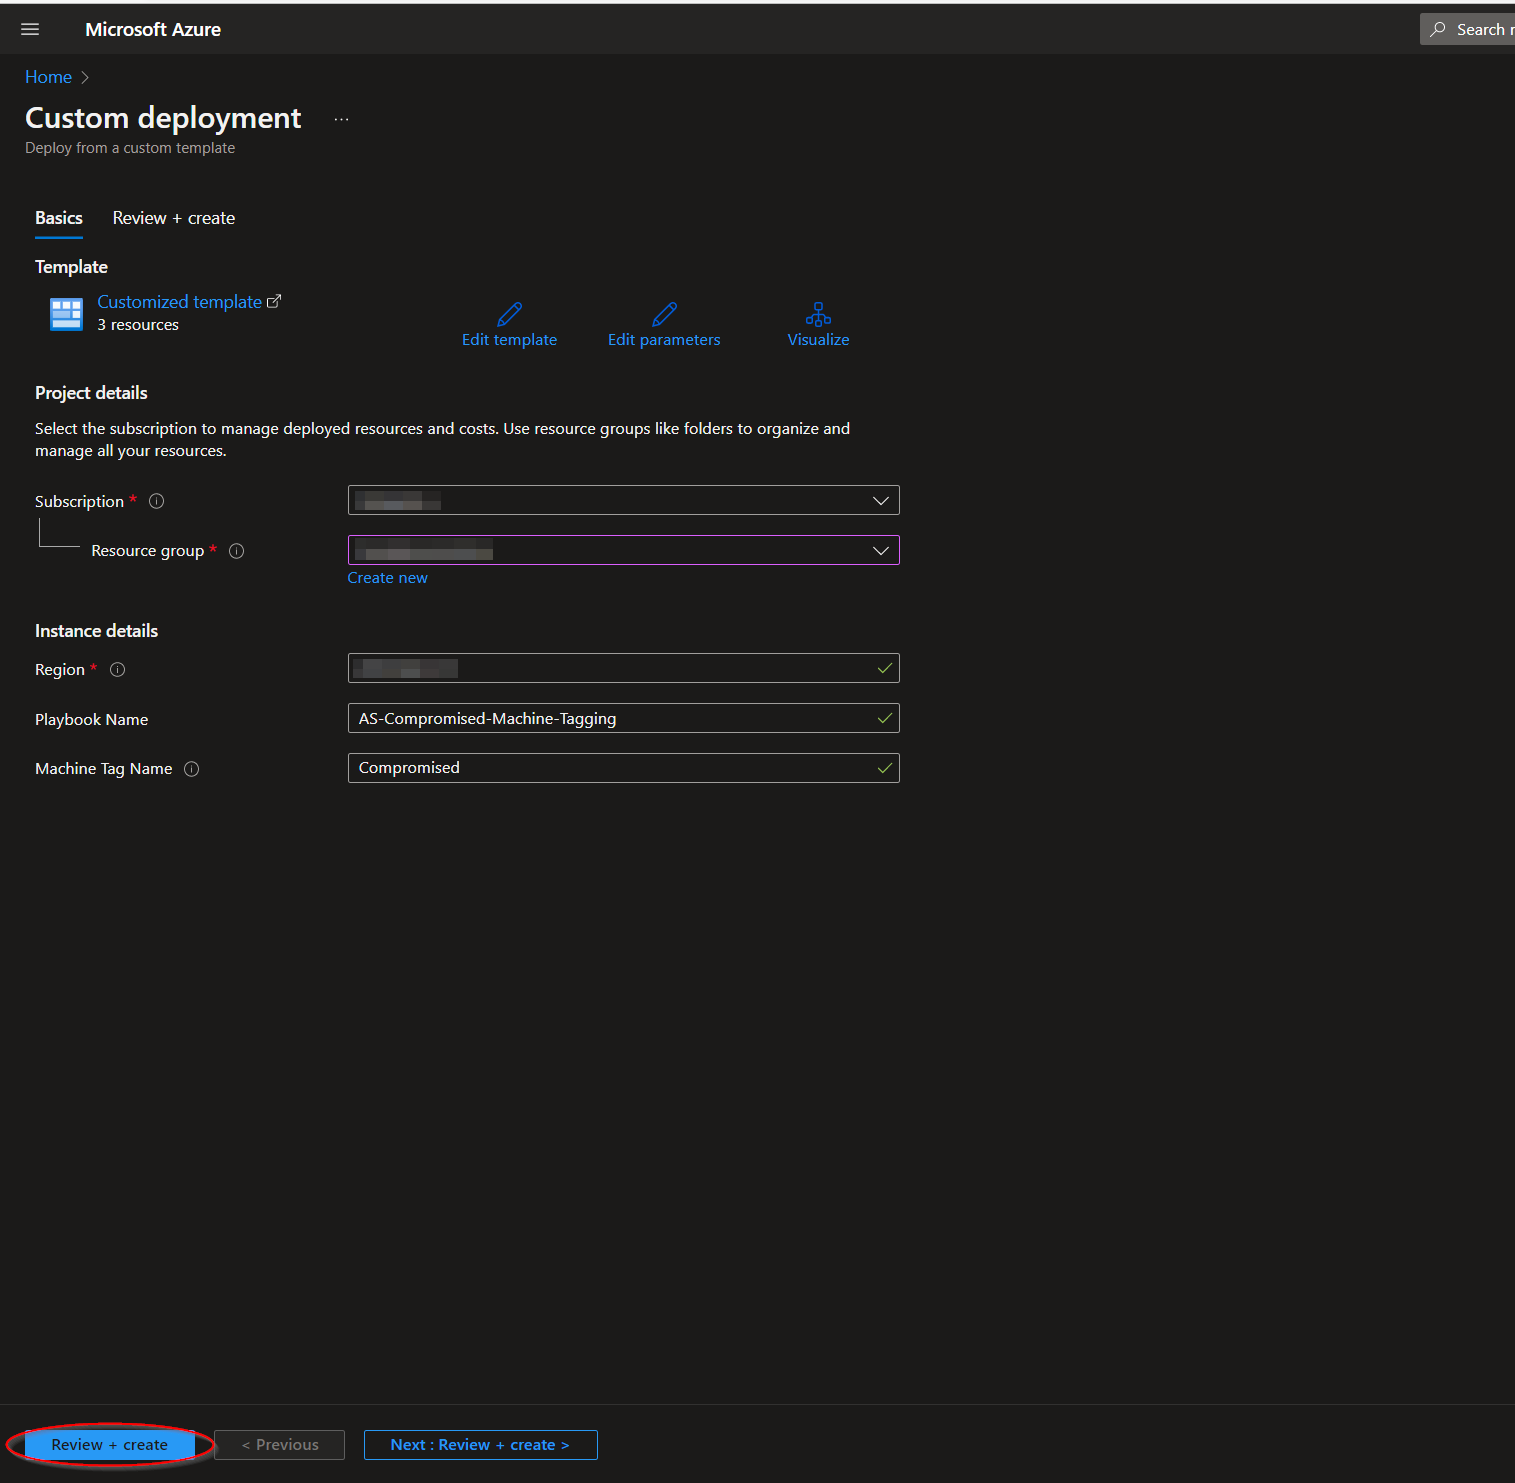 Microsoft Azure
Search
Home
Custom deployment
Deploy from a custom template
Basics
Review + create
Template
Customized template
3 resources
Edit template
Edit parameters
Visualize
Project details
Select the subscription to manage deployed resources and costs. Use resource groups like folders to organize and
manage all your resources.
Subscription *
Resource group *
Create new
Instance details
Region *
Playbook Name
AS-Compromised-Machine-Tagging
Machine Tag Name
Compromised
Review + create
< Previous
Next : Review + create >